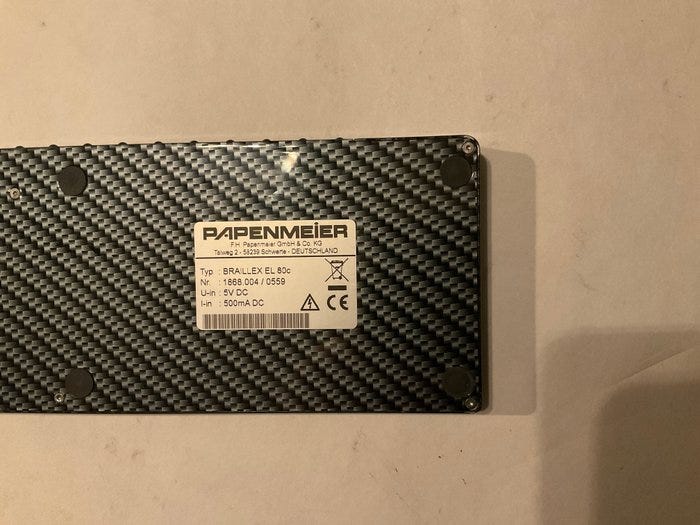 PAPENMEIER
F.H. Papenmeier GmbH & Co. KG
Talweg 2 - 58239 Schwerte - DEUTSCHLAND
Typ : BRAILLEX EL 80c
Nr. : 1868.004 / 0559
U-in : 5V DC
I-in : 500mA DC
CE